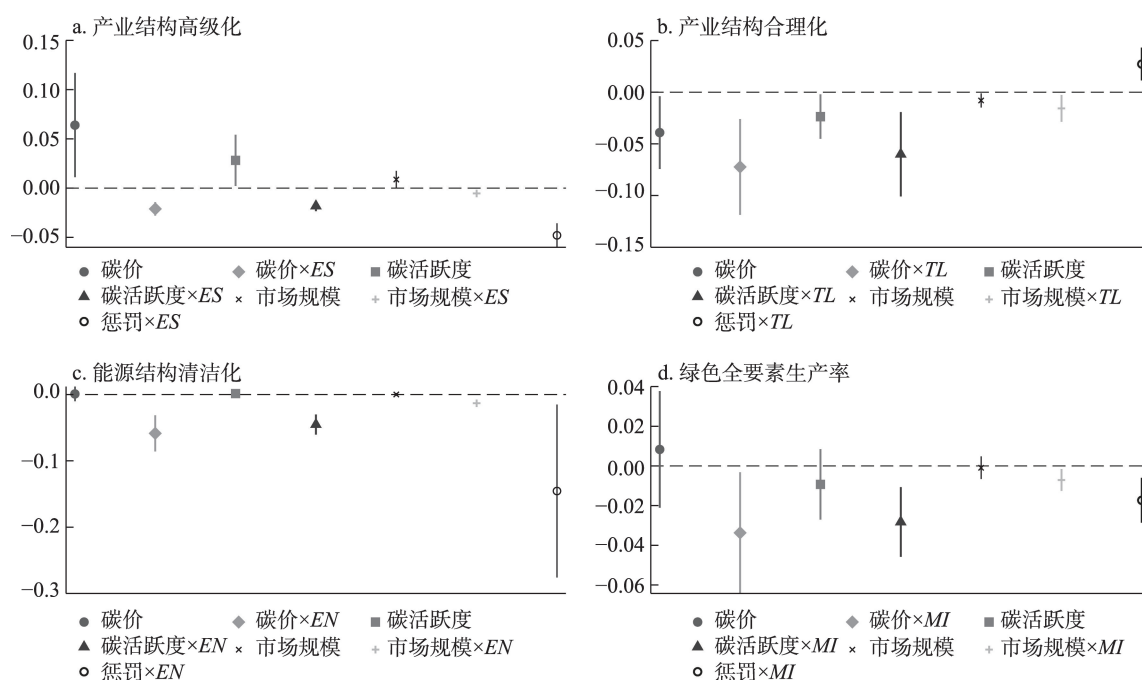 a. 产业结构高级化
0.15
0.10
0.05
0.00
−0.05
碳价 碳价×ES 碳活跃度
碳活跃度×ES 市场规模 市场规模×ES
惩罚×ES
b. 产业结构合理化
0.05
0.00
−0.05
−0.10
−0.15
碳价 碳价×TL 碳活跃度
碳活跃度×TL 市场规模 市场规模×TL
惩罚×TL
c. 能源结构清洁化
0.0
−0.1
−0.2
−0.3
碳价 碳价×EN 碳活跃度
碳活跃度×EN 市场规模 市场规模×EN
惩罚×EN
d. 绿色全要素生产率
0.04
0.02
0.00
−0.02
−0.04
−0.06
碳价 碳价×MI 碳活跃度
碳活跃度×MI 市场规模 市场规模×MI
惩罚×MI